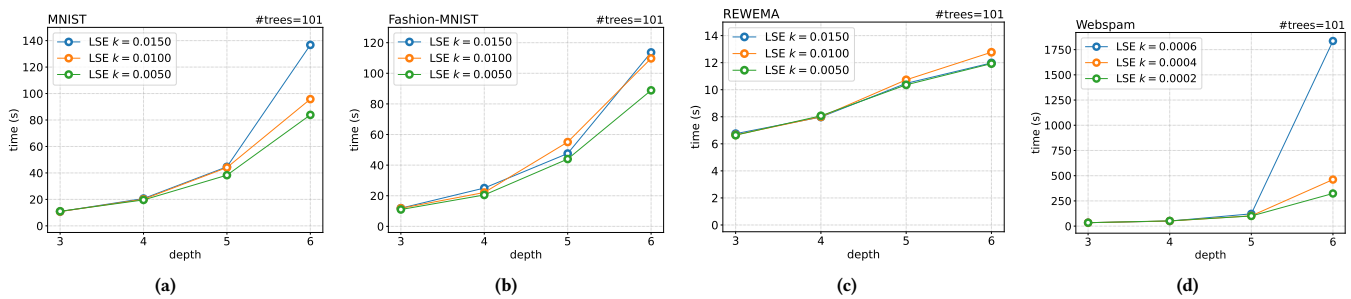 MNIST #trees=101
LSE k = 0.0150
LSE k = 0.0100
LSE k = 0.0050
140
120
100
80
60
40
20
0
time (s)
3 4 5 6
depth
(a)
Fashion-MNIST #trees=101
LSE k = 0.0150
LSE k = 0.0100
LSE k = 0.0050
120
100
80
60
40
20
0
time (s)
3 4 5 6
depth
(b)
REWEMA #trees=101
LSE k = 0.0150
LSE k = 0.0100
LSE k = 0.0050
14
12
10
8
6
4
2
0
time (s)
3 4 5 6
depth
(c)
Webspam #trees=101
LSE k = 0.0006
LSE k = 0.0004
LSE k = 0.0002
1750
1500
1250
1000
750
500
250
0
time (s)
3 4 5 6
depth
(d)